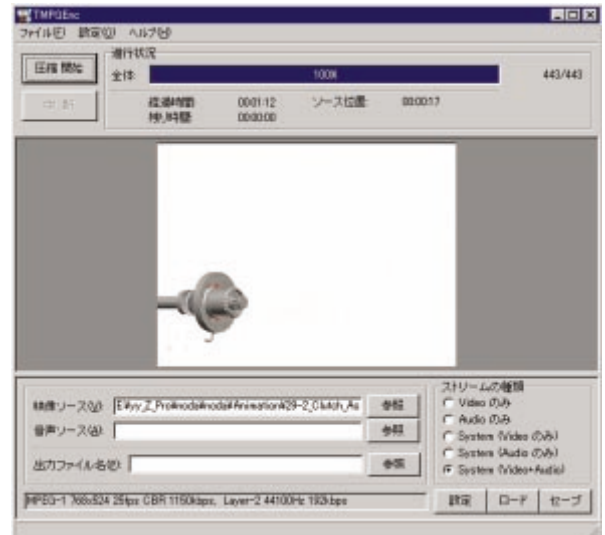 TMPGEnc
ファイル(F) 設定(O) ヘルプ(H)
進行状況
圧縮 開始
全体:
100%
443/443
中 断
経過時間:
0:00:01:12
ソース位置:
0:00:00:17
残り時間:
ストリームの種類
映像ソース(V):
参照
Video のみ
Audio のみ
音声ソース(A):
参照
System (Video のみ)
System (Audio のみ)
出力ファイル名(Z):
参照
System (Video+Audio)
MPEG-1 768x524 25fps CBR 1150kbps, Layer-2 44100Hz 192kbps
設定
ロード
セーブ